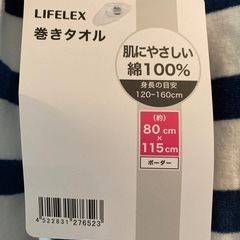 LIFELEX
巻きタオル
肌にやさしい
綿100%
身長の目安
120~160cm
(約)
80cm
×
115cm
ボーダー
4522831276523